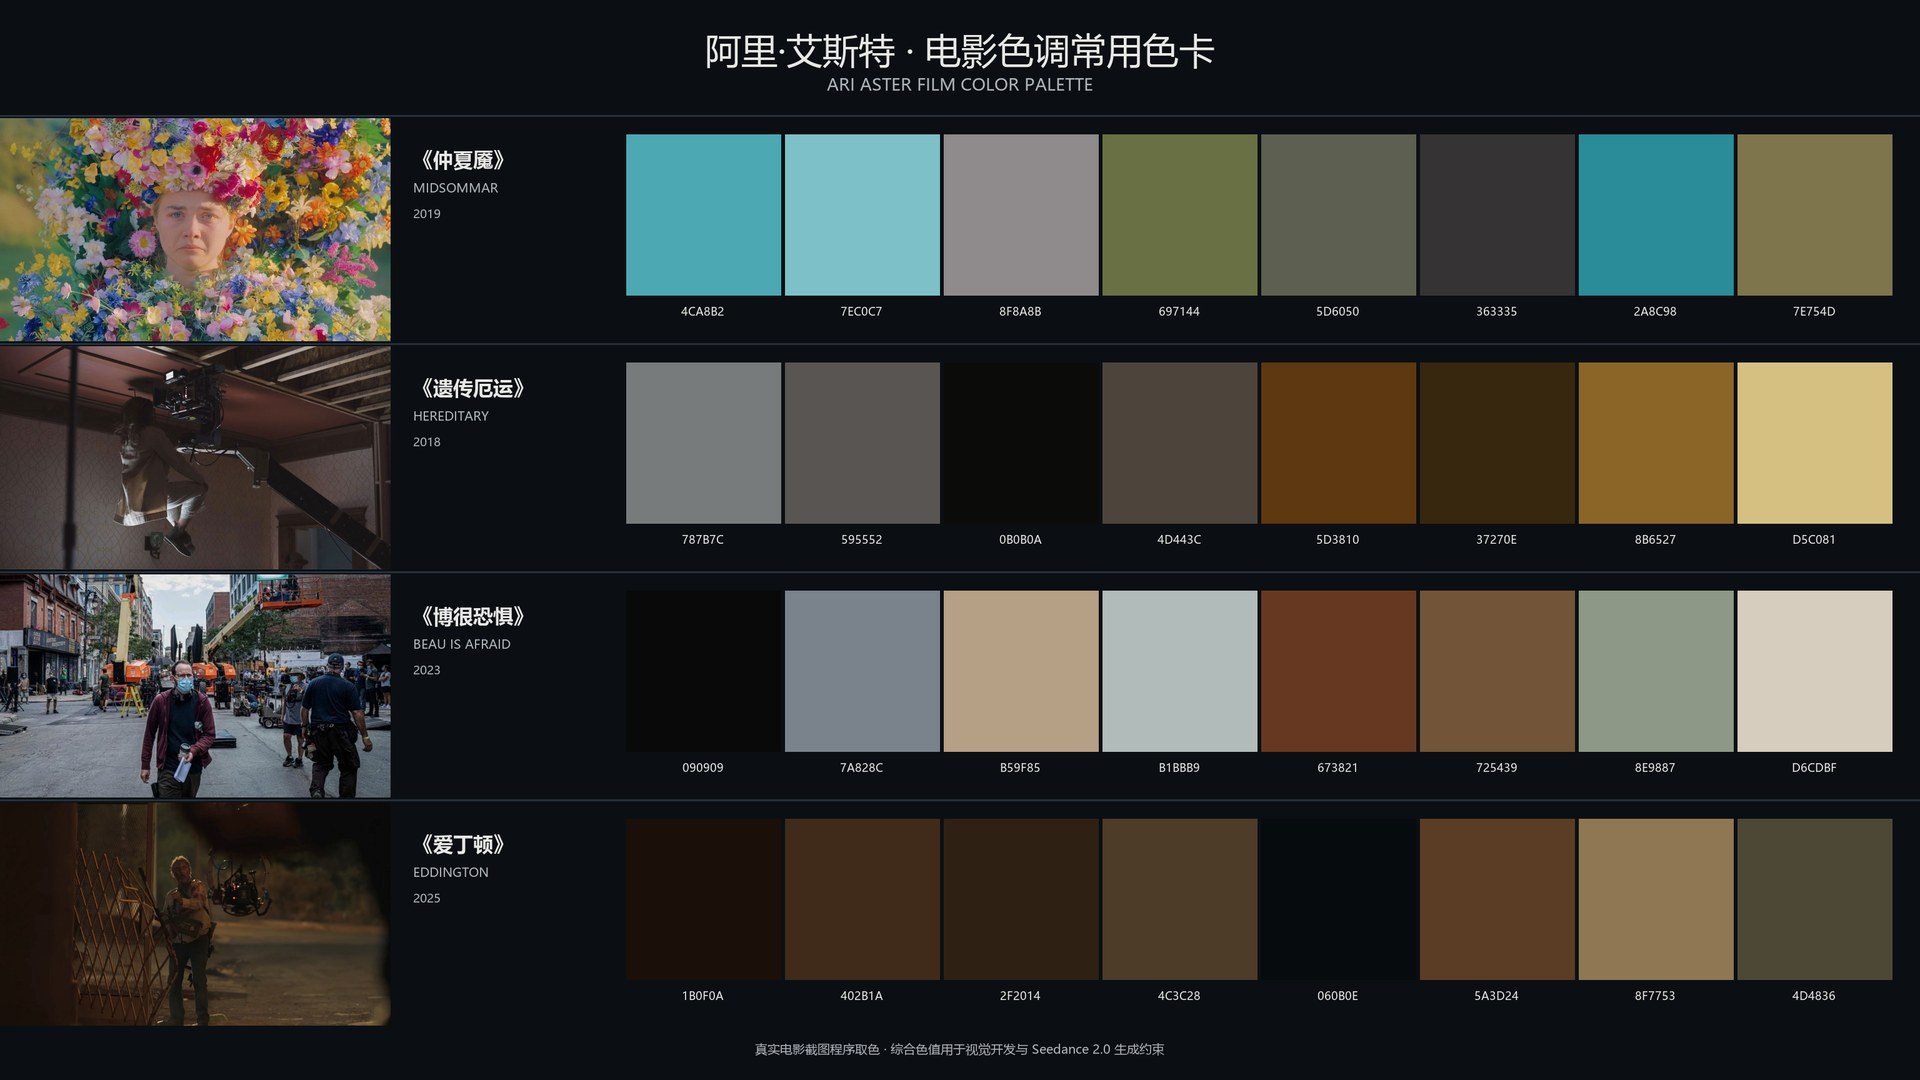 阿里·艾斯特 · 电影色调常用色卡
ARI ASTER FILM COLOR PALETTE
《仲夏魇》
MIDSOMMAR
2019
4CA8B2 7EC0C7 8F8A8B 697144 5D6050 363335 2A8C98 7E754D
《遗传厄运》
HEREDITARY
2018
787B7C 595552 0B0B0A 4D443C 5D3810 37270E 8B6527 D5C081
《博很恐惧》
BEAU IS AFRAID
2023
090909 7A828C B59F85 B1BBB9 673821 725439 8E9887 D6CDBF
《爱丁顿》
EDDINGTON
2025
1B0F0A 402B1A 2F2014 4C3C28 060B0E 5A3D24 8F7753 4D4836
真实电影截图程序取色 · 综合色值用于视觉开发与 Seedance 2.0 生成约束